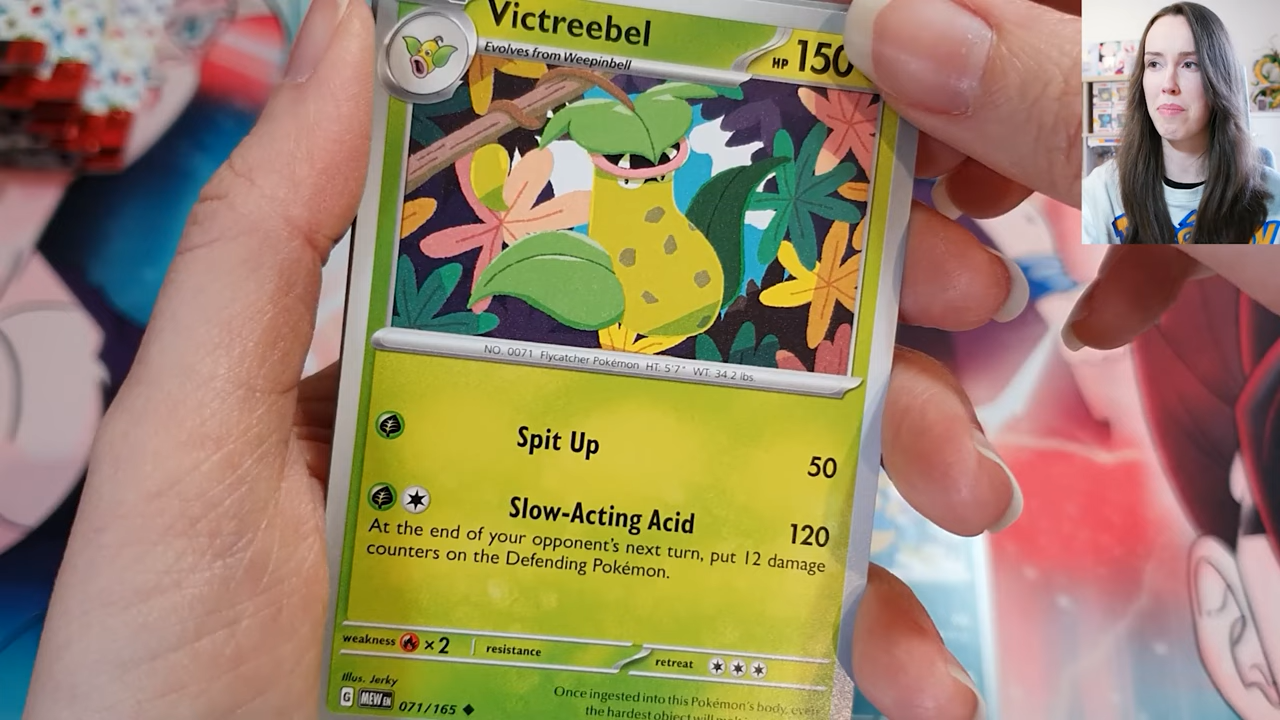 Victreebel
Evolves from Weepinbell
HP 150
NO. 0071 Flycatcher Pokémon HT: 5'7" WT: 34.2 lbs.
Spit Up
50
Slow-Acting Acid
120
At the end of your opponent's next turn, put 12 damage
counters on the Defending Pokémon.
weakness ×2 resistance retreat
Illus. Jerky
G MEW EN 071/165
Once ingested into this Pokémon's body, even
the hardest object will